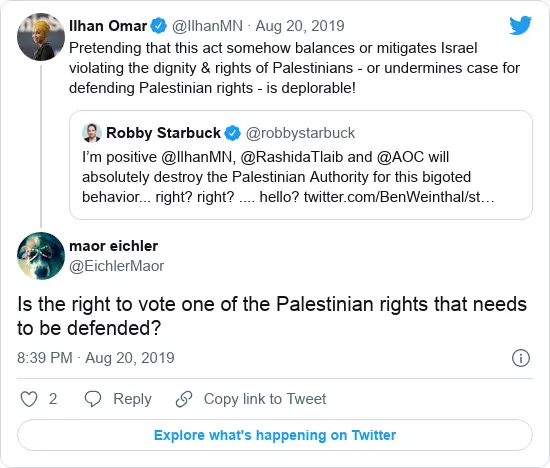 Ilhan Omar @IlhanMN · Aug 20, 2019
Pretending that this act somehow balances or mitigates Israel
violating the dignity & rights of Palestinians - or undermines case for
defending Palestinian rights - is deplorable!
Robby Starbuck @robbystarbuck
I’m positive @IlhanMN, @RashidaTlaib and @AOC will
absolutely destroy the Palestinian Authority for this bigoted
behavior... right? right? .... hello? twitter.com/BenWeinthal/st…
maor eichler
@EichlerMaor
Is the right to vote one of the Palestinian rights that needs
to be defended?
8:39 PM · Aug 20, 2019
2 Reply Copy link to Tweet
Explore what's happening on Twitter